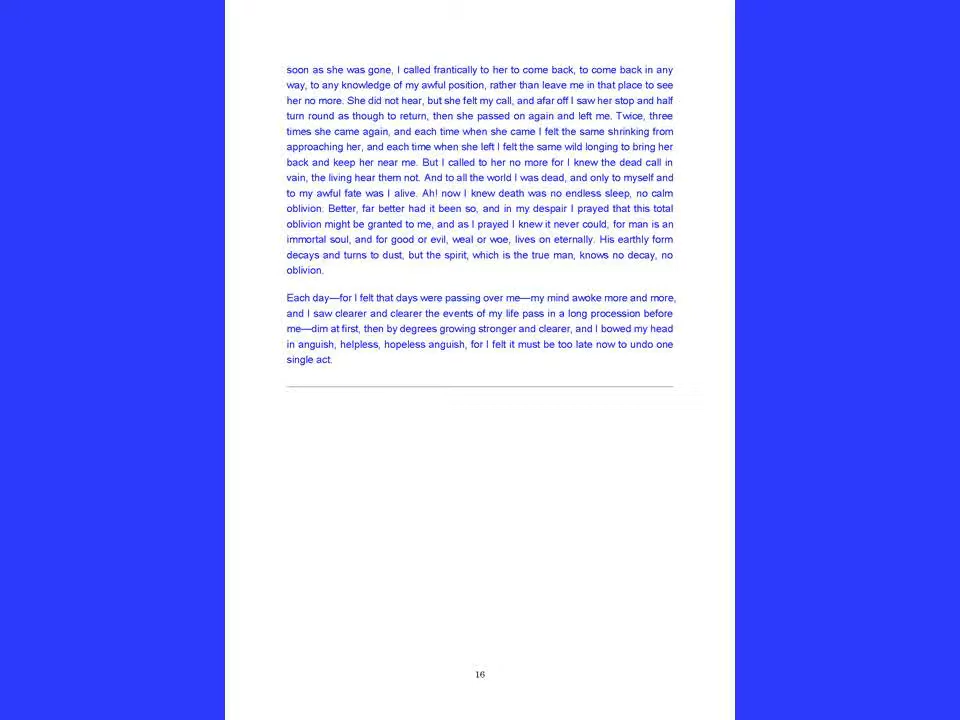 soon as she was gone, I called frantically to her to come back, to come back in any
way, to any knowledge of my awful position, rather than leave me in that place to see
her no more. She did not hear, but she felt my call, and afar off I saw her stop and half
turn round as though to return, then she passed on again and left me. Twice, three
times she came again, and each time when she came I felt the same shrinking from
approaching her, and each time when she left I felt the same wild longing to bring her
back and keep her near me. But I called to her no more for I knew the dead call in
vain, the living hear them not. And to all the world I was dead, and only to myself and
to my awful fate was I alive. Ah! now I knew death was no endless sleep, no calm
oblivion. Better, far better had it been so, and in my despair I prayed that this total
oblivion might be granted to me, and as I prayed I knew it never could, for man is an
immortal soul, and for good or evil, weal or woe, lives on eternally. His earthly form
decays and turns to dust, but the spirit, which is the true man, knows no decay, no
oblivion.
Each day—for I felt that days were passing over me—my mind awoke more and more,
and I saw clearer and clearer the events of my life pass in a long procession before
me—dim at first, then by degrees growing stronger and clearer, and I bowed my head
in anguish, helpless, hopeless anguish, for I felt it must be too late now to undo one
single act.
16